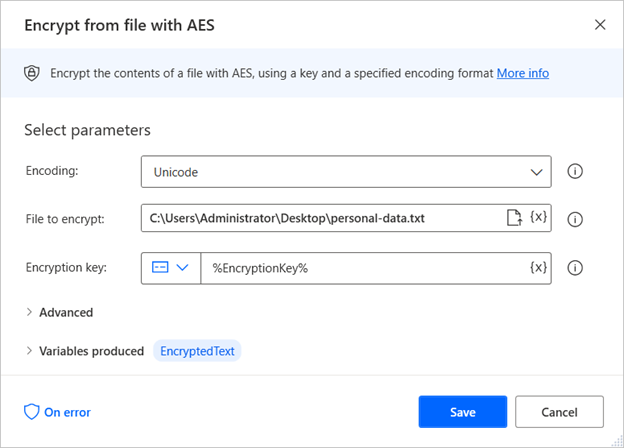 Encrypt from file with AES
Encrypt the contents of a file with AES, using a key and a specified encoding format More info
Select parameters
Encoding: Unicode
File to encrypt: C:\Users\Administrator\Desktop\personal-data.txt {x}
Encryption key: %EncryptionKey% {x}
Advanced
Variables produced EncryptedText
On error Save Cancel